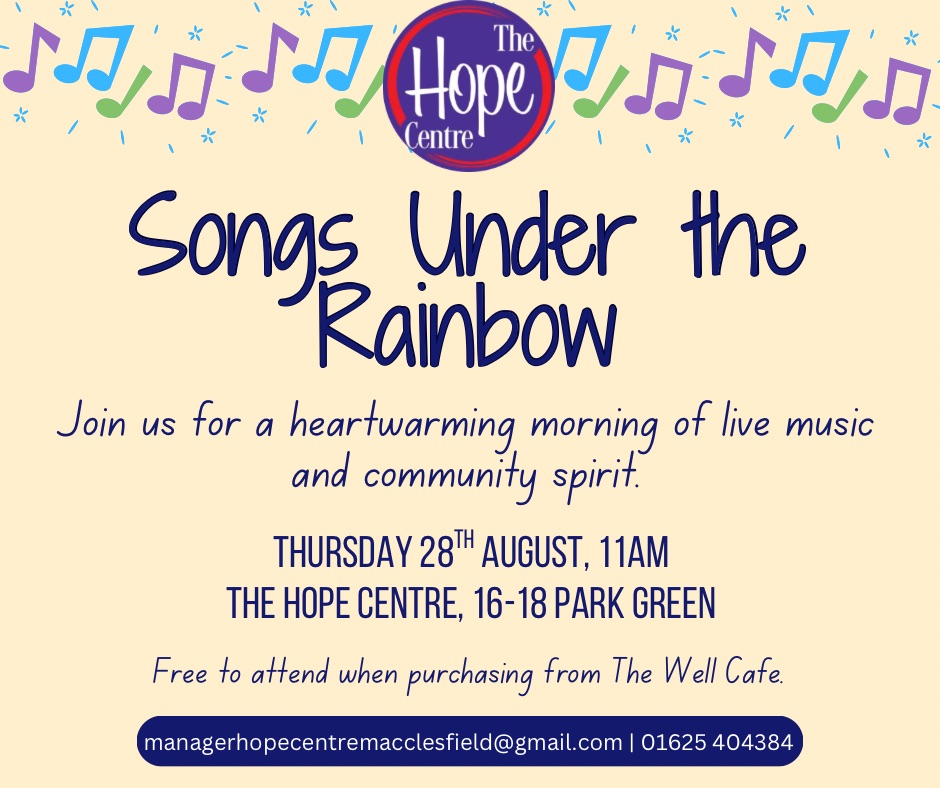 The
Hope
Centre
Songs Under the
Rainbow
Join us for a heartwarming morning of live music
and community spirit.
THURSDAY 28TH AUGUST, 11AM
THE HOPE CENTRE, 16-18 PARK GREEN
Free to attend when purchasing from The Well Cafe.
managerhopecentremacclesfield@gmail.com | 01625 404384